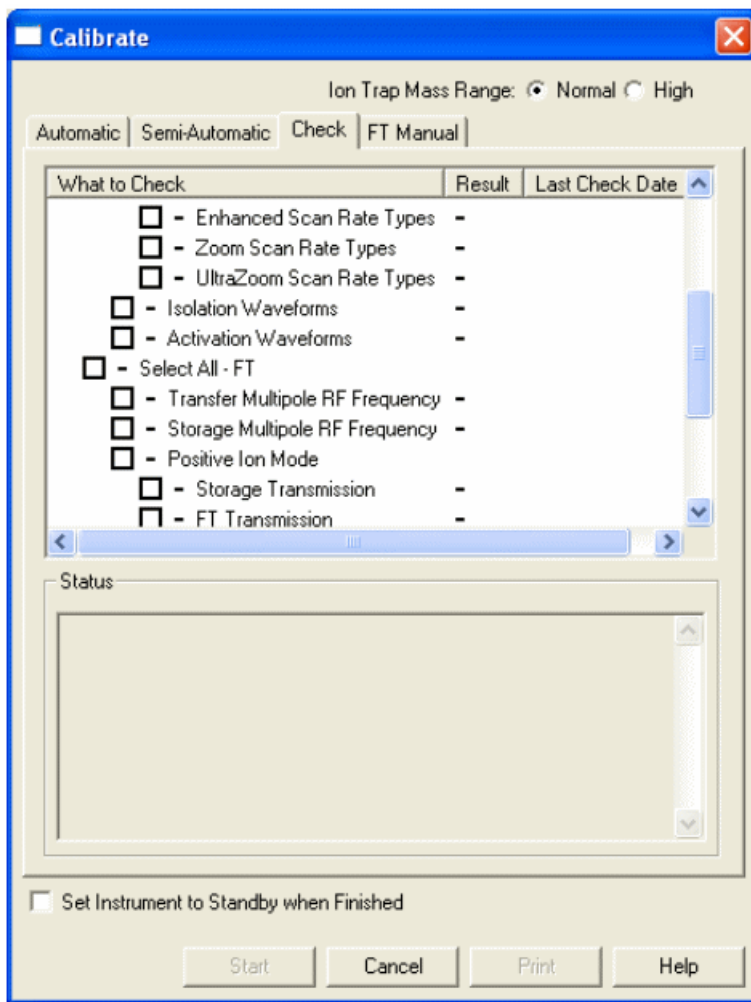 Calibrate
Ion Trap Mass Range: Normal High
Automatic Semi-Automatic Check FT Manual
What to Check Result Last Check Date
- Enhanced Scan Rate Types -
- Zoom Scan Rate Types -
- UltraZoom Scan Rate Types -
- Isolation Waveforms -
- Activation Waveforms -
- Select All - FT
- Transfer Multipole RF Frequency -
- Storage Multipole RF Frequency -
- Positive Ion Mode
- Storage Transmission -
- FT Transmission -
Status
Set Instrument to Standby when Finished
Start Cancel Print Help